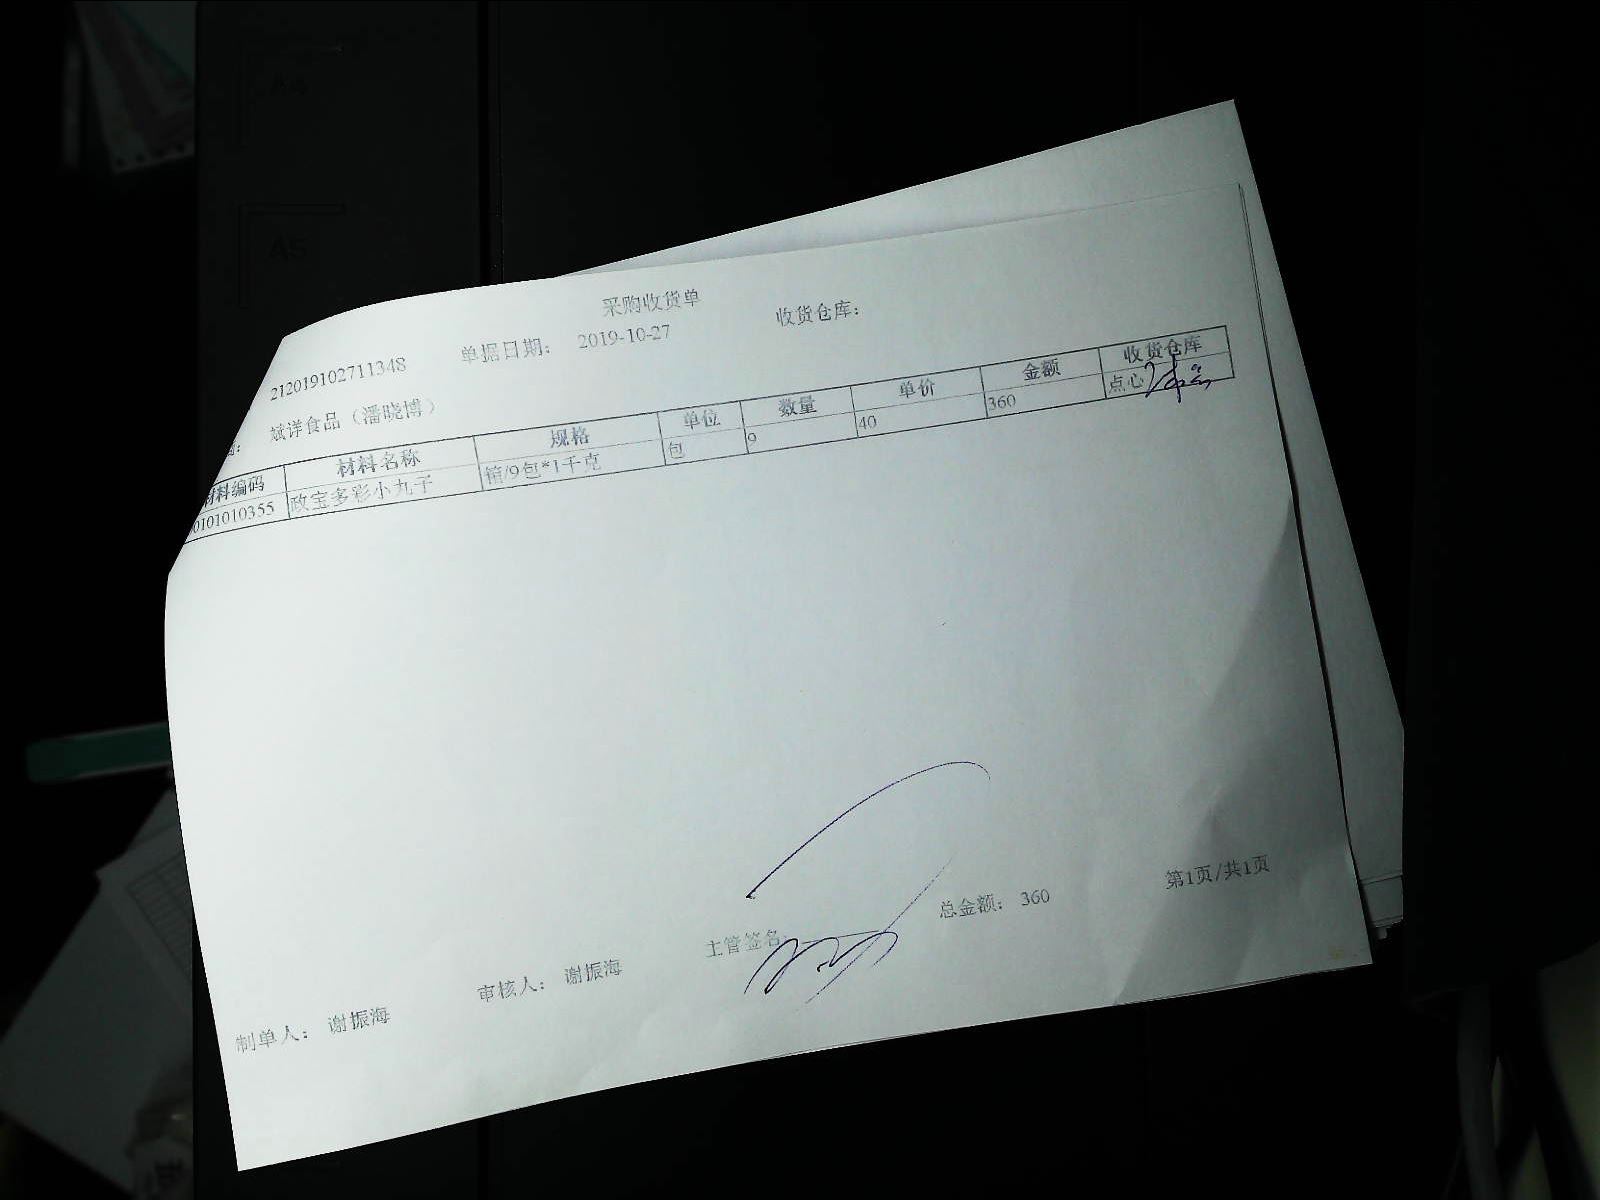 采购收货单
212019102711348 单据日期: 2019-10-27 收货仓库:
斌洋食品（潘晓博）
材料编码 材料名称 规格 单位 数量 单价 金额 收货仓库
0101010355 政宝多彩小丸子 箱/9包*1千克 包 9 40 360 点心
总金额: 360 第1页/共1页
制单人: 谢振海 审核人: 谢振海 主管签名:
A5